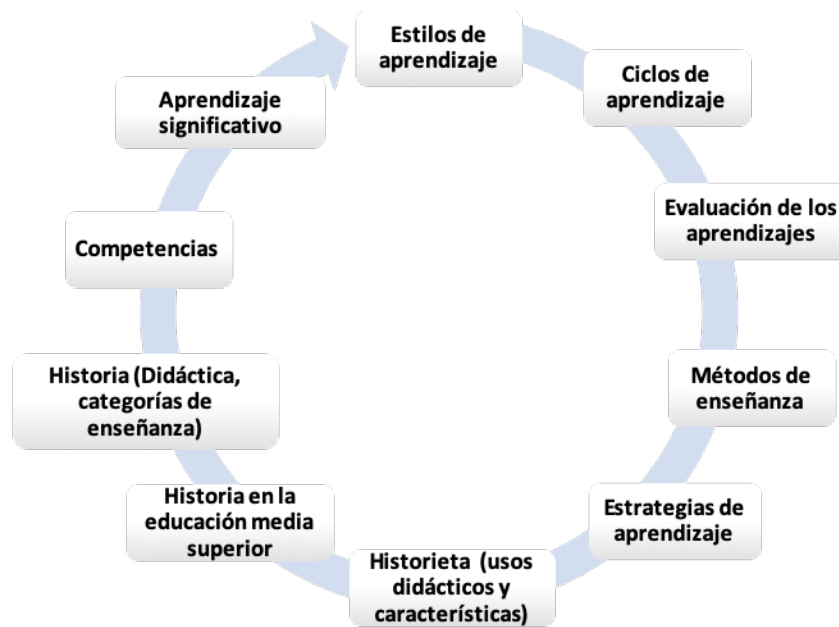 Estilos de
aprendizaje
Ciclos de
aprendizaje
Evaluación de los
aprendizajes
Métodos de
enseñanza
Estrategias de
aprendizaje
Historieta (usos
didácticos y
características)
Historia en la
educación media
superior
Historia (Didáctica,
categorías de
enseñanza)
Competencias
Aprendizaje
significativo